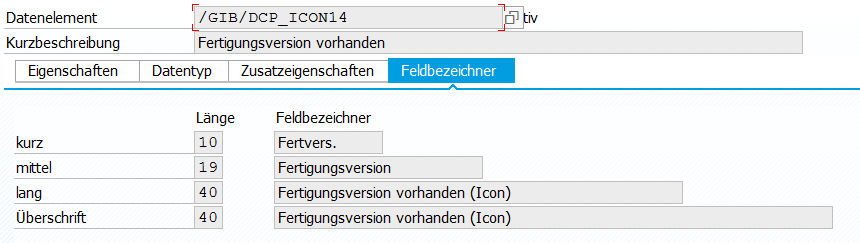 Datenelement /GIB/DCP_ICON14 tiv
Kurzbeschreibung Fertigungsversion vorhanden
Eigenschaften Datentyp Zusatzeigenschaften Feldbezeichner
Länge Feldbezeichner
kurz 10 Fertvers.
mittel 19 Fertigungsversion
lang 40 Fertigungsversion vorhanden (Icon)
Überschrift 40 Fertigungsversion vorhanden (Icon)